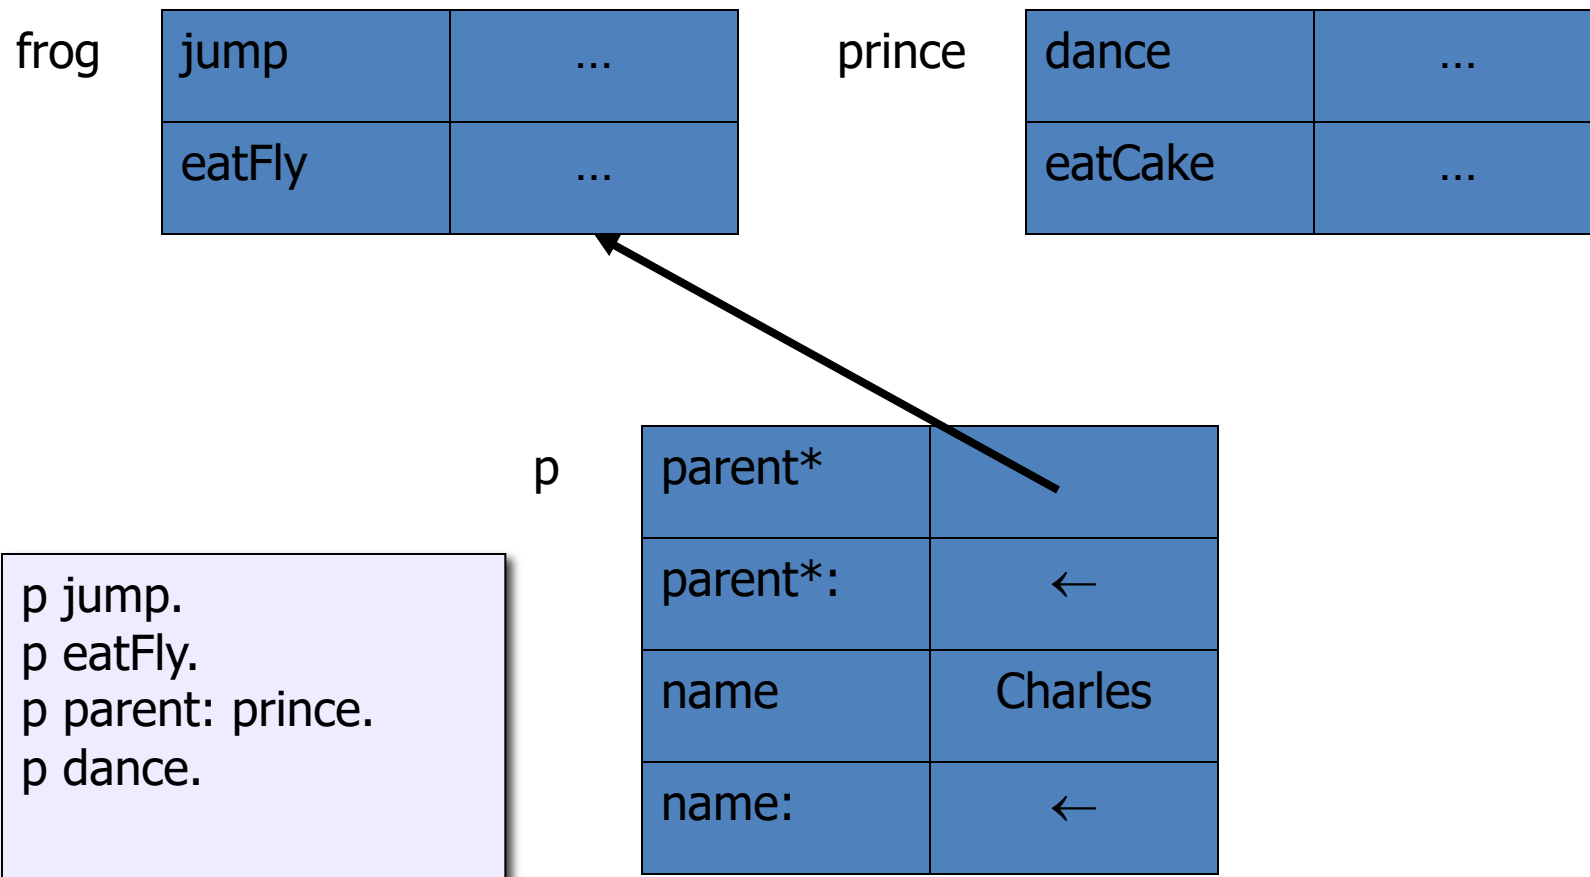 frog jump … prince dance …
eatFly … eatCake …
p parent*
parent*: ←
name Charles
name: ←
p jump.
p eatFly.
p parent: prince.
p dance.